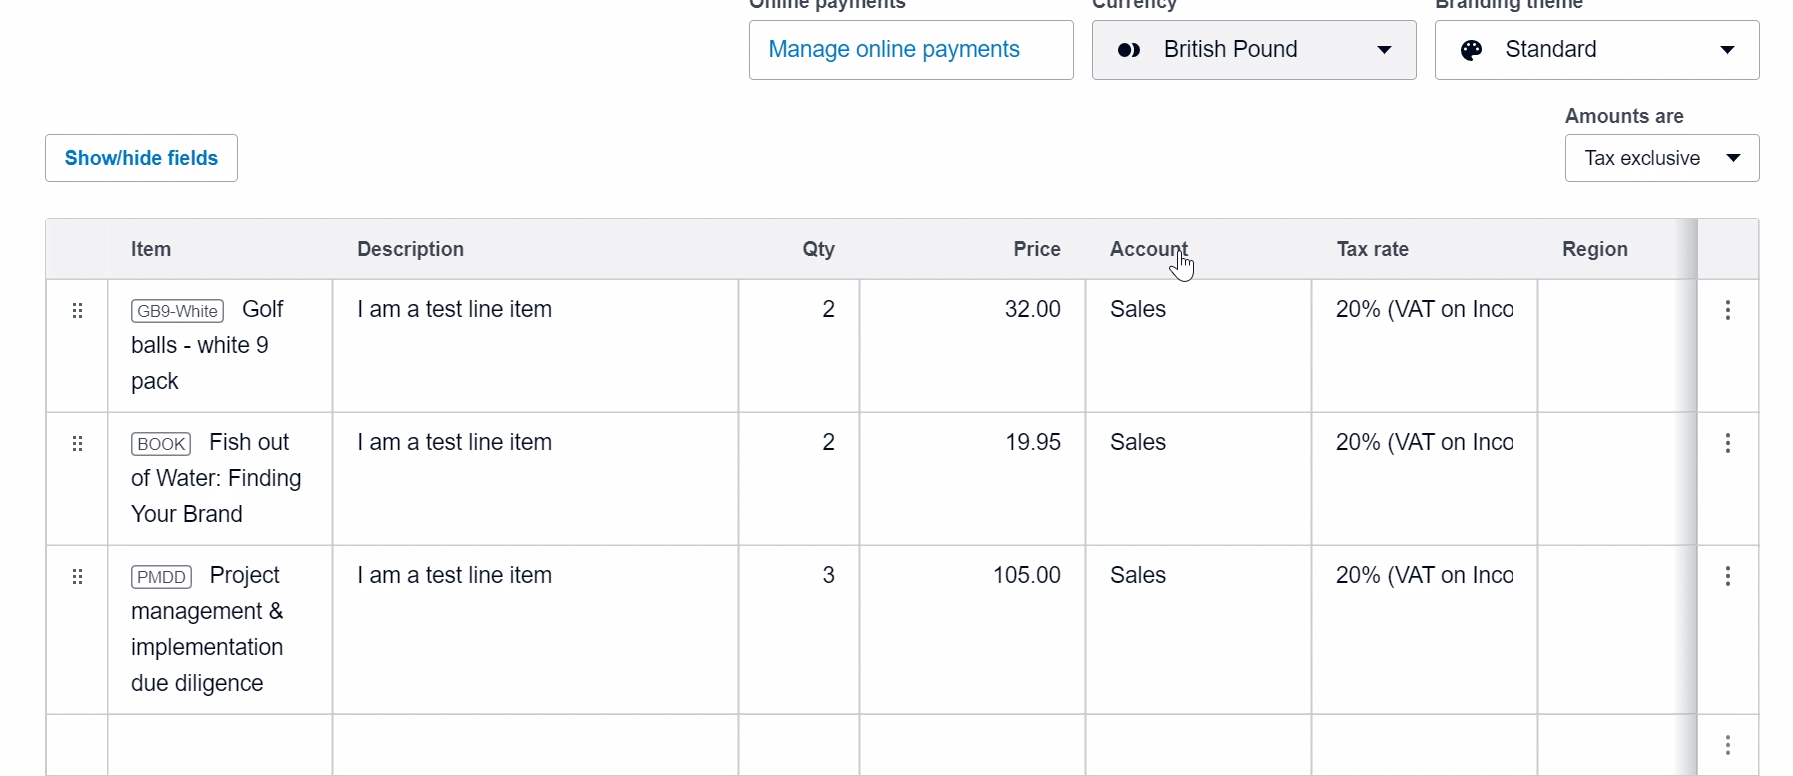 Online payments Currency Branding theme
Manage online payments British Pound Standard
Amounts are
Show/hide fields Tax exclusive
Item Description Qty Price Account Tax rate Region
GB9-White Golf I am a test line item 2 32.00 Sales 20% (VAT on Inco
balls - white 9
pack
BOOK Fish out I am a test line item 2 19.95 Sales 20% (VAT on Inco
of Water: Finding
Your Brand
PMDD Project I am a test line item 3 105.00 Sales 20% (VAT on Inco
management &
implementation
due diligence